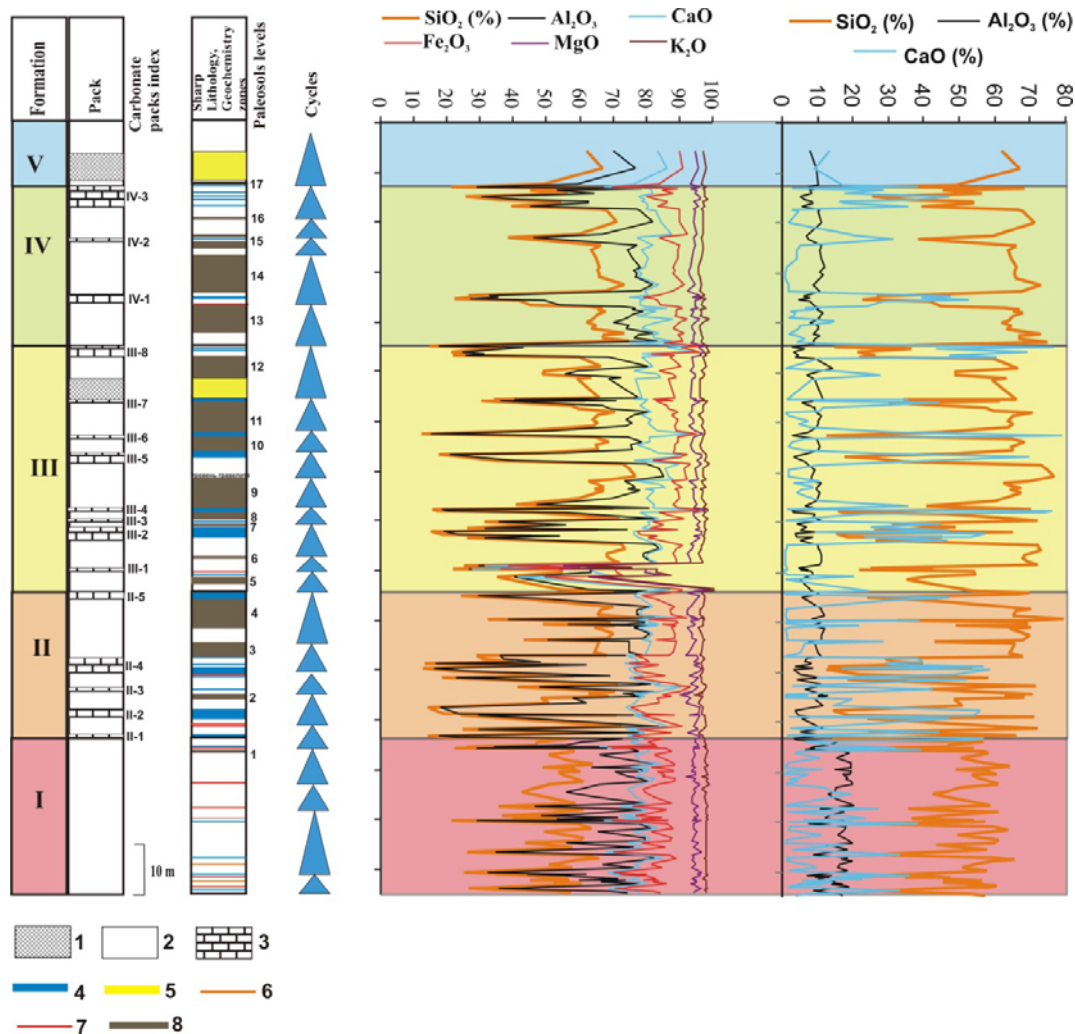 Formation
Pack
Carbonate
packs index
Sharp
Lithology,
Geochemistry
zones
Paleosols levels
Cycles
SiO₂ (%) Al₂O₃ CaO
Fe₂O₃ MgO K₂O
0 10 20 30 40 50 60 70 80 90 100
SiO₂ (%) Al₂O₃ (%)
CaO (%)
0 10 20 30 40 50 60 70 80
V
IV
III
II
I
IV-3
IV-2
IV-1
III-8
III-7
III-6
III-5
III-4
III-3
III-2
III-1
II-5
II-4
II-3
II-2
II-1
17
16
15
14
13
12
11
10
9
8
7
6
5
4
3
2
1
10 m
1 2 3
4 5 6
7 8